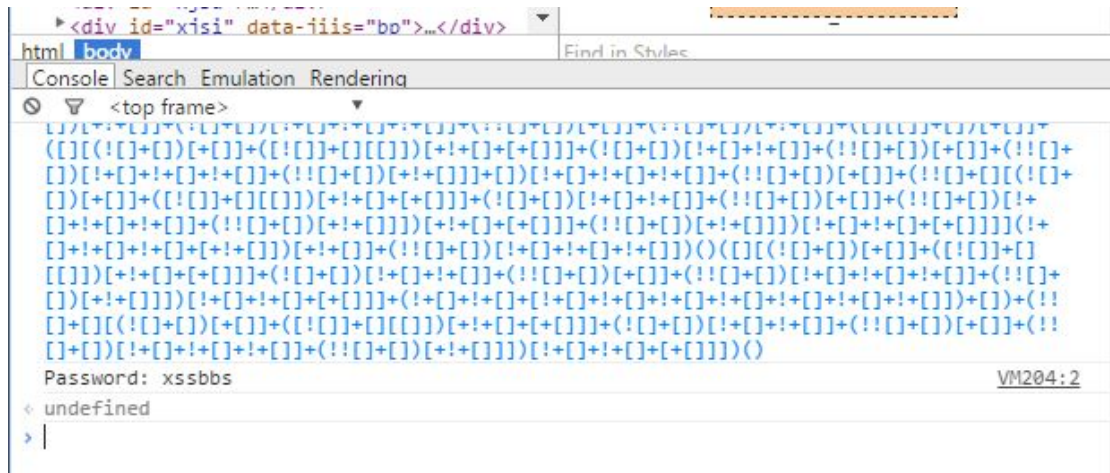 <div id="xisi" data-iiis="bp">…</div>
html body
Find in Styles
Console Search Emulation Rendering
<top frame>
([][(![]+[])[+[]]+([![]]+[][[]])[+!+[]+[+[]]]+(![]+[])[!+[]+!+[]]+(!![]+[])[+[]]+(!![]+
[])[!+[]+!+[]+!+[]]+(!![]+[])[+!+[]]]+[])[!+[]+!+[]+!+[]]+(!![]+[])[+[]]+(!![]+[][(![]+
[])[+[]]+([![]]+[][[]])[+!+[]+[+[]]]+(![]+[])[!+[]+!+[]]+(!![]+[])[+[]]+(!![]+[])[!+
[]+!+[]+!+[]]+(!![]+[])[+!+[]]])[+!+[]+[+[]]]+(!![]+[])[+!+[]]])[!+[]+!+[]+[+[]]](!+
[]+!+[]+!+[]+[+!+[]])[+!+[]]+(!![]+[])[!+[]+!+[]+!+[]])()([][(![]+[])[+[]]+([![]]+[]
[[]])[+!+[]+[+[]]]+(![]+[])[!+[]+!+[]]+(!![]+[])[+[]]+(!![]+[])[!+[]+!+[]+!+[]]+(!![]+
[])[+!+[]]])[!+[]+!+[]+[+[]]]+(!+[]+!+[]+[!+[]+!+[]+!+[]+!+[]+!+[]+!+[]+!+[]])+[])+(!!
[]+[][(![]+[])[+[]]+([![]]+[][[]])[+!+[]+[+[]]]+(![]+[])[!+[]+!+[]]+(!![]+[])[+[]]+(!!
[]+[])[!+[]+!+[]+!+[]]+(!![]+[])[+!+[]]])[!+[]+!+[]+[+[]]])()
Password: xssbbs VM204:2
undefined